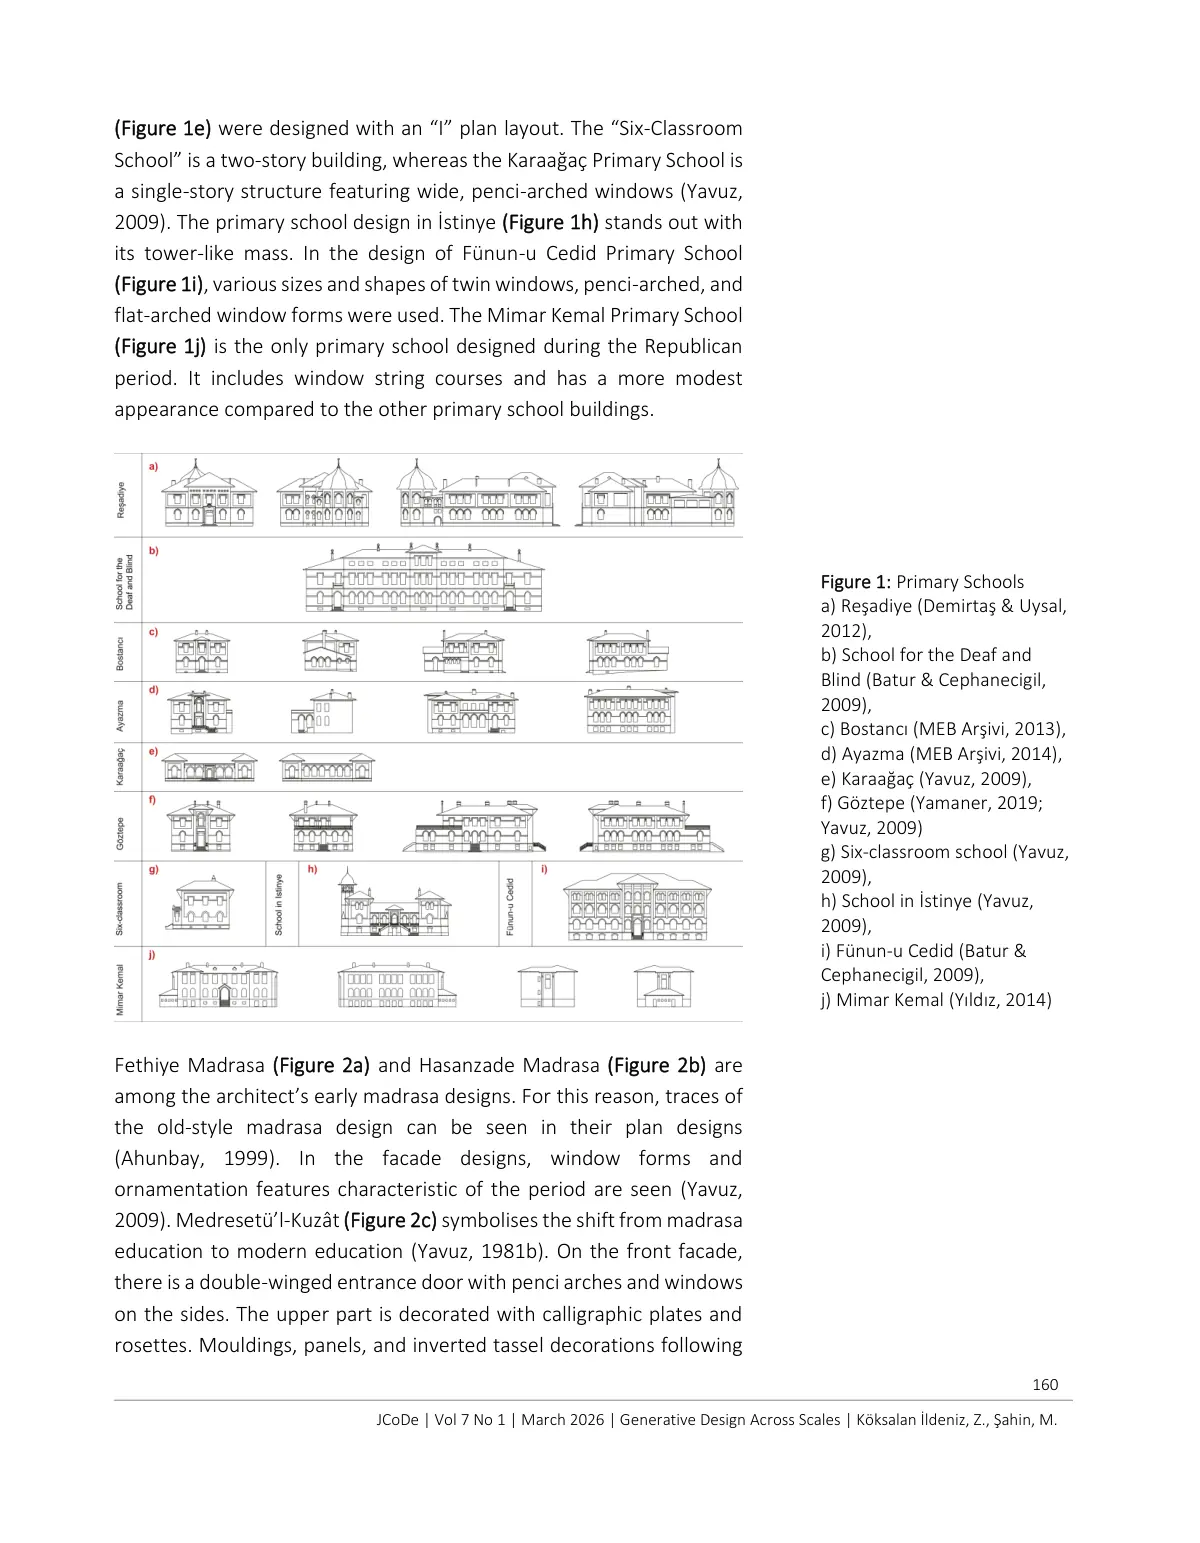 (Figure 1e) were designed with an “I” plan layout. The “Six-Classroom
School” is a two-story building, whereas the Karaağaç Primary School is
a single-story structure featuring wide, penci-arched windows (Yavuz,
2009). The primary school design in İstinye (Figure 1h) stands out with
its tower-like mass. In the design of Fünun-u Cedid Primary School
(Figure 1i), various sizes and shapes of twin windows, penci-arched, and
flat-arched window forms were used. The Mimar Kemal Primary School
(Figure 1j) is the only primary school designed during the Republican
period. It includes window string courses and has a more modest
appearance compared to the other primary school buildings.
Reşadiye
a)
School for the
Deaf and Blind
b)
Bostancı
c)
Ayazma
d)
Karaağaç
e)
Göztepe
f)
Six-classroom
g)
School in İstinye
h)
Fünun-u Cedid
i)
Mimar Kemal
j)
Figure 1: Primary Schools
a) Reşadiye (Demirtaş & Uysal,
2012),
b) School for the Deaf and
Blind (Batur & Cephanecigil,
2009),
c) Bostancı (MEB Arşivi, 2013),
d) Ayazma (MEB Arşivi, 2014),
e) Karaağaç (Yavuz, 2009),
f) Göztepe (Yamaner, 2019;
Yavuz, 2009)
g) Six-classroom school (Yavuz,
2009),
h) School in İstinye (Yavuz,
2009),
i) Fünun-u Cedid (Batur &
Cephanecigil, 2009),
j) Mimar Kemal (Yıldız, 2014)
Fethiye Madrasa (Figure 2a) and Hasanzade Madrasa (Figure 2b) are
among the architect’s early madrasa designs. For this reason, traces of
the old-style madrasa design can be seen in their plan designs
(Ahunbay, 1999). In the facade designs, window forms and
ornamentation features characteristic of the period are seen (Yavuz,
2009). Medresetü’l-Kuzât (Figure 2c) symbolises the shift from madrasa
education to modern education (Yavuz, 1981b). On the front facade,
there is a double-winged entrance door with penci arches and windows
on the sides. The upper part is decorated with calligraphic plates and
rosettes. Mouldings, panels, and inverted tassel decorations following
160
JCoDe | Vol 7 No 1 | March 2026 | Generative Design Across Scales | Köksalan İldeniz, Z., Şahin, M.